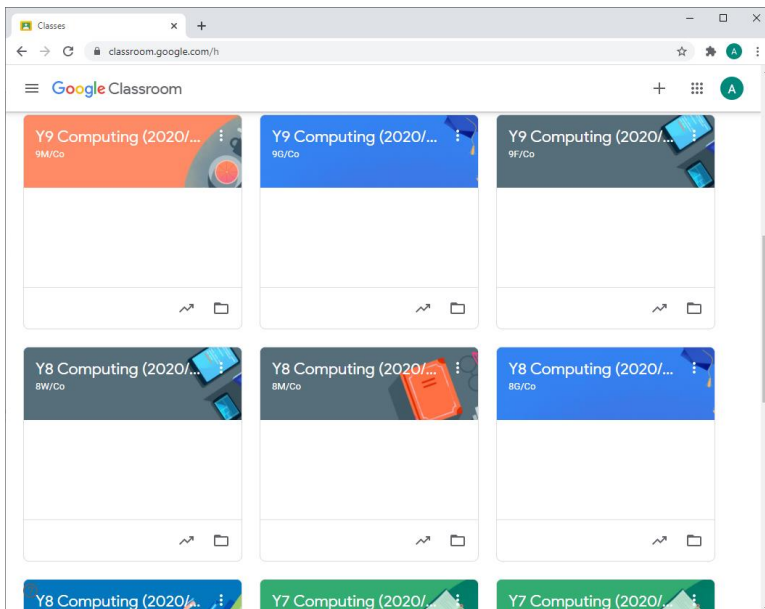 Classes
classroom.google.com/h
A
Google Classroom
A
Y9 Computing (2020/...
9M/Co
Y9 Computing (2020/...
9G/Co
Y9 Computing (2020/...
9F/Co
Y8 Computing (2020/...
8W/Co
Y8 Computing (2020/...
8M/Co
Y8 Computing (2020/...
8G/Co
Y8 Computing (2020/...
Y7 Computing (2020/...
Y7 Computing (2020/...